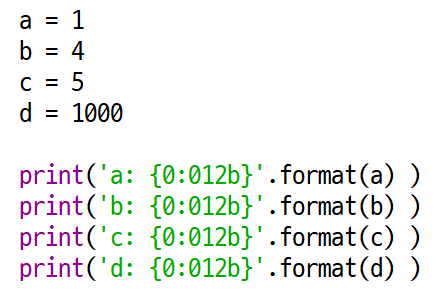 a = 1
b = 4
c = 5
d = 1000
print('a: {0:012b}'.format(a) )
print('b: {0:012b}'.format(b) )
print('c: {0:012b}'.format(c) )
print('d: {0:012b}'.format(d) )